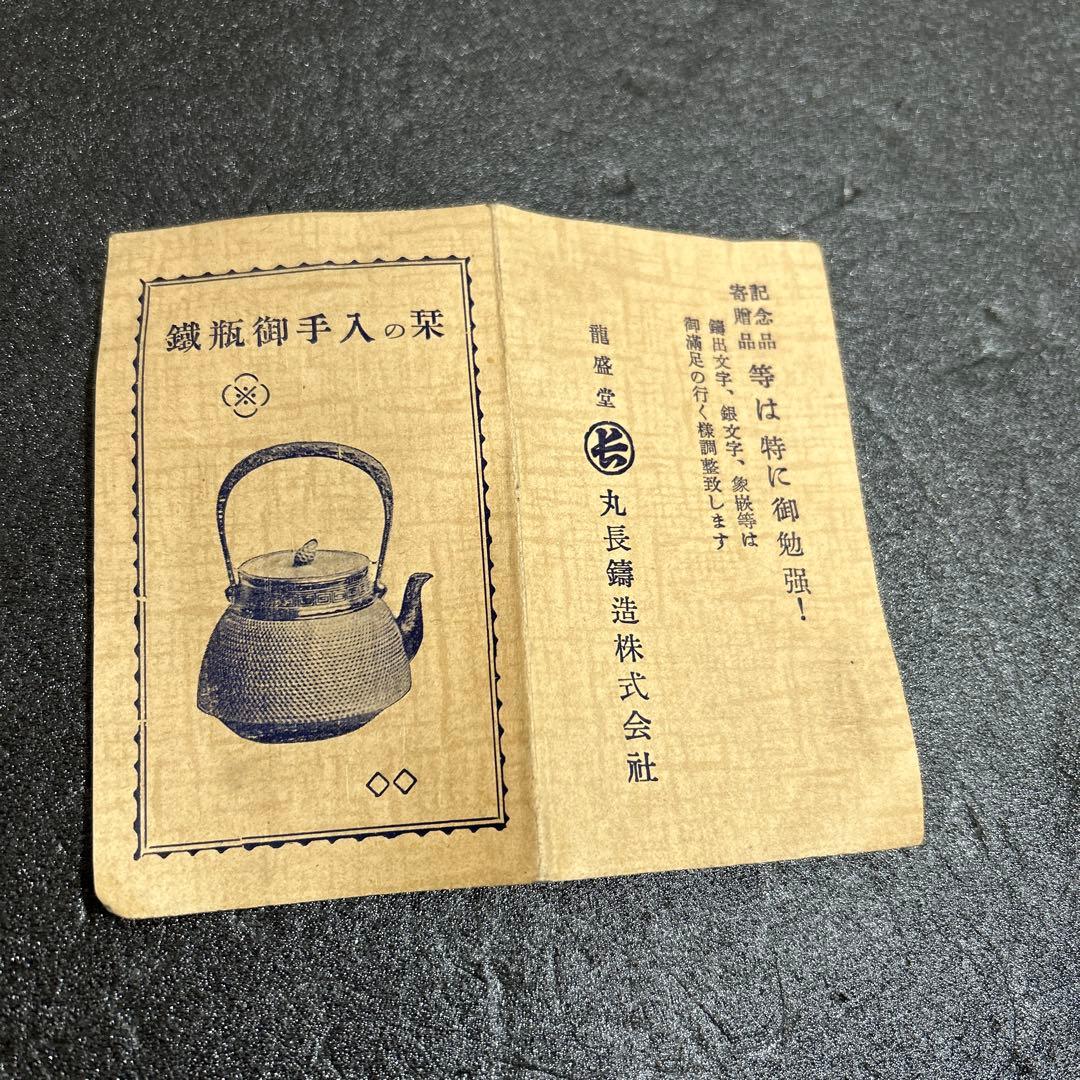 鐵瓶御手入の栞
記念品
寄贈品
等は特に御勉强!
鑄出文字、銀文字、象嵌等は
御滿足の行く樣調整致します
龍盛堂
長
丸長鑄造株式会社